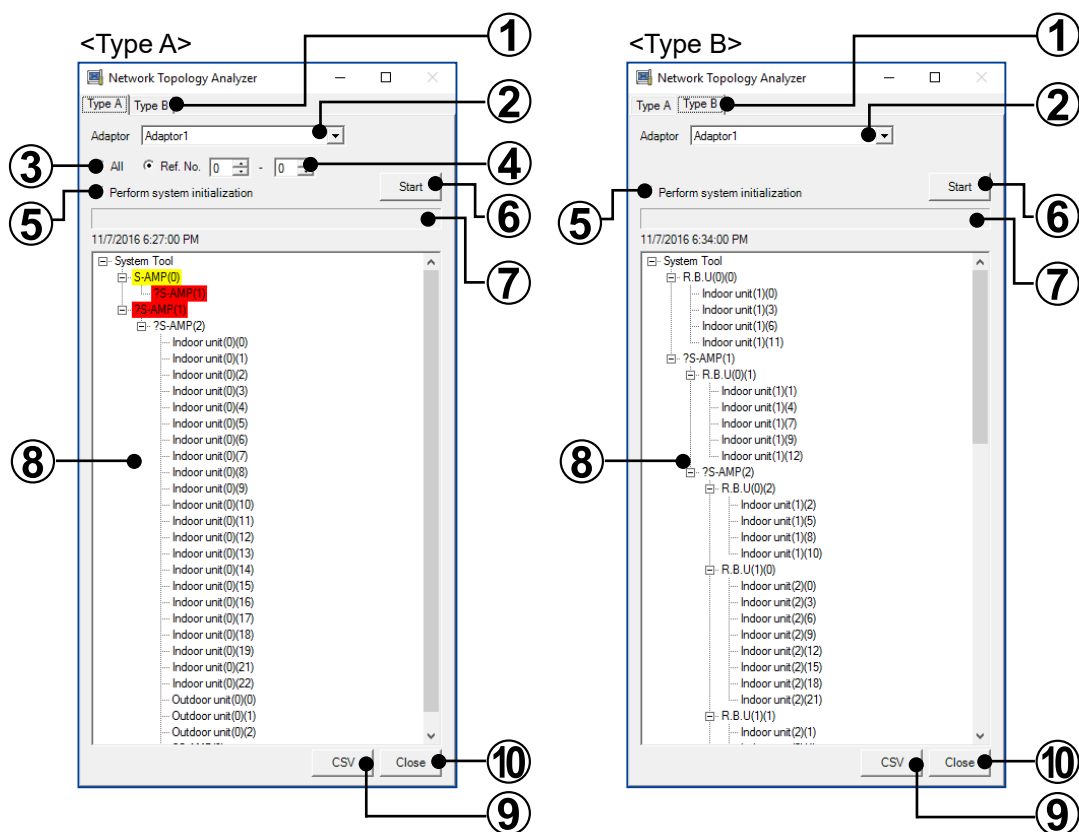 <Type A>
①
Network Topology Analyzer
Type A Type B
②
Adaptor Adaptor1
③ All Ref. No. 0 - 0 ④
⑤ Perform system initialization Start ⑥
⑦
11/7/2016 6:27:00 PM
System Tool
S-AMP(0)
?S-AMP(1)
?S-AMP(1)
?S-AMP(2)
Indoor unit(0)(0)
Indoor unit(0)(1)
Indoor unit(0)(2)
Indoor unit(0)(3)
Indoor unit(0)(4)
Indoor unit(0)(5)
Indoor unit(0)(6)
Indoor unit(0)(7)
⑧ Indoor unit(0)(8)
Indoor unit(0)(9)
Indoor unit(0)(10)
Indoor unit(0)(11)
Indoor unit(0)(12)
Indoor unit(0)(13)
Indoor unit(0)(14)
Indoor unit(0)(15)
Indoor unit(0)(16)
Indoor unit(0)(17)
Indoor unit(0)(18)
Indoor unit(0)(19)
Indoor unit(0)(21)
Indoor unit(0)(22)
Outdoor unit(0)(0)
Outdoor unit(0)(1)
Outdoor unit(0)(2)
CSV Close ⑩
⑨
<Type B>
①
Network Topology Analyzer
Type A Type B
②
Adaptor Adaptor1
⑤ Perform system initialization Start ⑥
⑦
11/7/2016 6:34:00 PM
System Tool
R.B.U(0)(0)
Indoor unit(1)(0)
Indoor unit(1)(3)
Indoor unit(1)(6)
Indoor unit(1)(11)
?S-AMP(1)
R.B.U(0)(1)
Indoor unit(1)(1)
Indoor unit(1)(4)
Indoor unit(1)(7)
Indoor unit(1)(9)
⑧ Indoor unit(1)(12)
?S-AMP(2)
R.B.U(0)(2)
Indoor unit(1)(2)
Indoor unit(1)(5)
Indoor unit(1)(8)
Indoor unit(1)(10)
R.B.U(1)(0)
Indoor unit(2)(0)
Indoor unit(2)(3)
Indoor unit(2)(6)
Indoor unit(2)(9)
Indoor unit(2)(12)
Indoor unit(2)(15)
Indoor unit(2)(18)
Indoor unit(2)(21)
R.B.U(1)(1)
Indoor unit(2)(1)
CSV Close ⑩
⑨